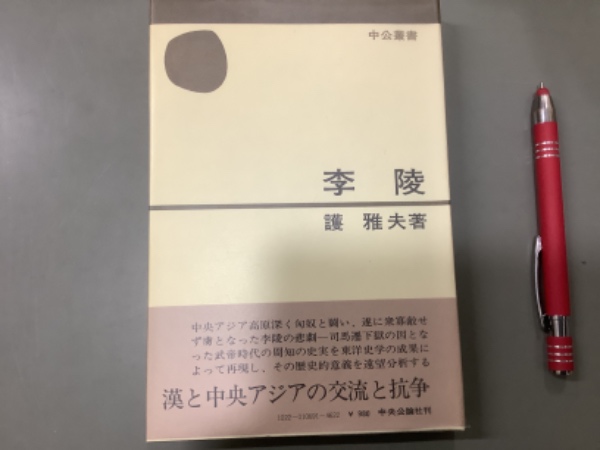 中公叢書
李陵
護 雅夫著
中央アジア高原深く匈奴と闘い、遂に衆寡敵せ
ず虜となった李陵の悲劇—司馬遷下獄の因とな
った武帝時代の周知の史実を東洋史学の成果に
よって再現し、その歴史的意義を遠望分析する
漢と中央アジアの交流と抗争
中央公論社刊